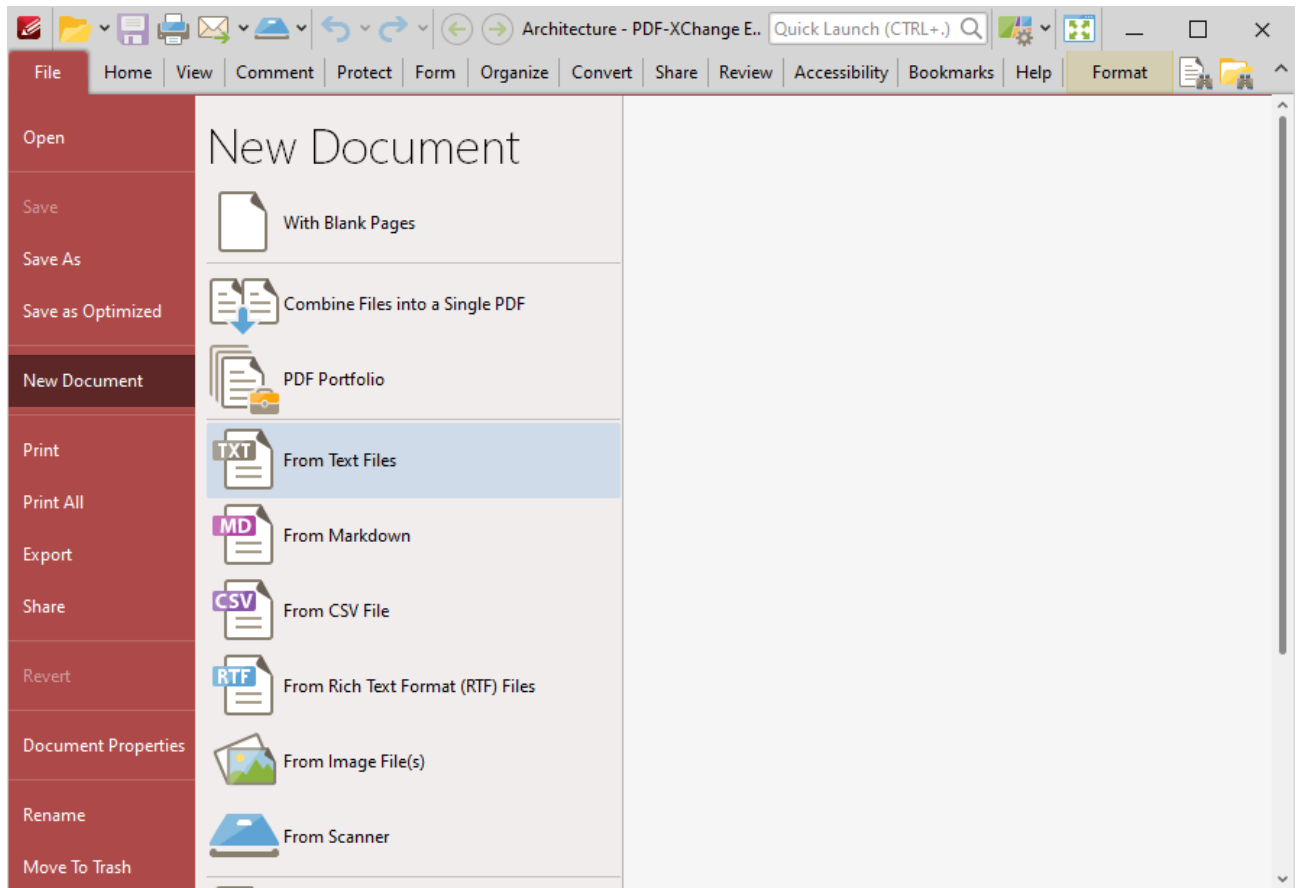 Architecture - PDF-XChange E..
Quick Launch (CTRL+.)
File Home View Comment Protect Form Organize Convert Share Review Accessibility Bookmarks Help Format
Open
Save
Save As
Save as Optimized
New Document
Print
Print All
Export
Share
Revert
Document Properties
Rename
Move To Trash
New Document
With Blank Pages
Combine Files into a Single PDF
PDF Portfolio
TXT From Text Files
MD From Markdown
CSV From CSV File
RTF From Rich Text Format (RTF) Files
From Image File(s)
From Scanner